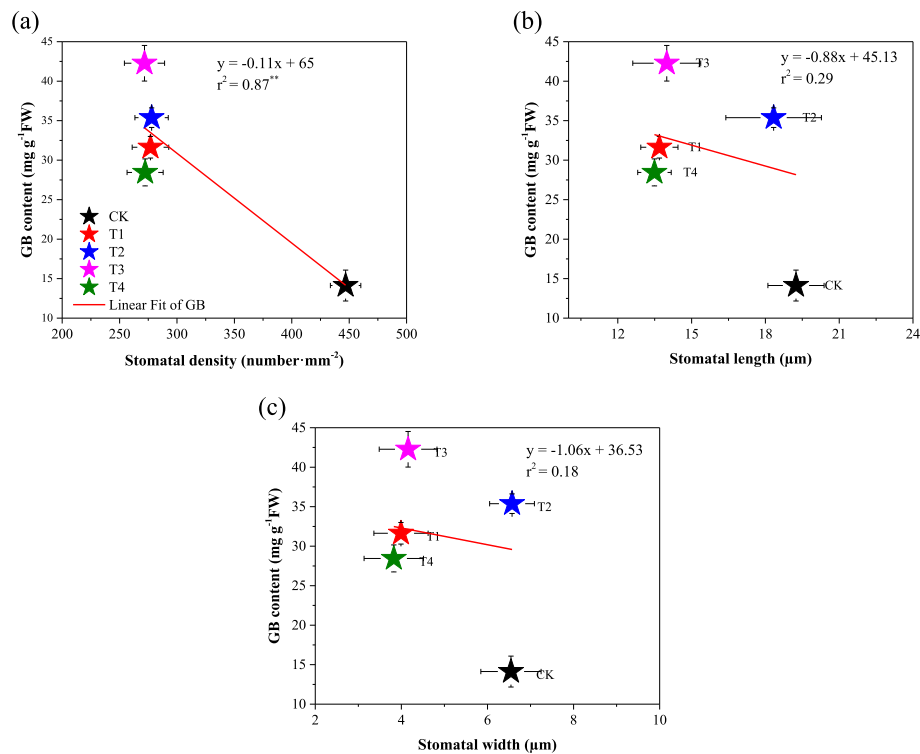 (a)
y = -0.11x + 65
r² = 0.87**
GB content (mg g⁻¹FW)
45
40
35
30
25
20
15
10
CK
T1
T2
T3
T4
Linear Fit of GB
200
250
300
350
400
450
500
Stomatal density (number·mm⁻²)
(b)
y = -0.88x + 45.13
r² = 0.29
GB content (mg g⁻¹FW)
45
40
35
30
25
20
15
10
T3
T2
T1
T4
CK
12
15
18
21
24
Stomatal length (µm)
(c)
y = -1.06x + 36.53
r² = 0.18
GB content (mg g⁻¹FW)
45
40
35
30
25
20
15
10
T3
T2
T1
T4
CK
2
4
6
8
10
Stomatal width (µm)